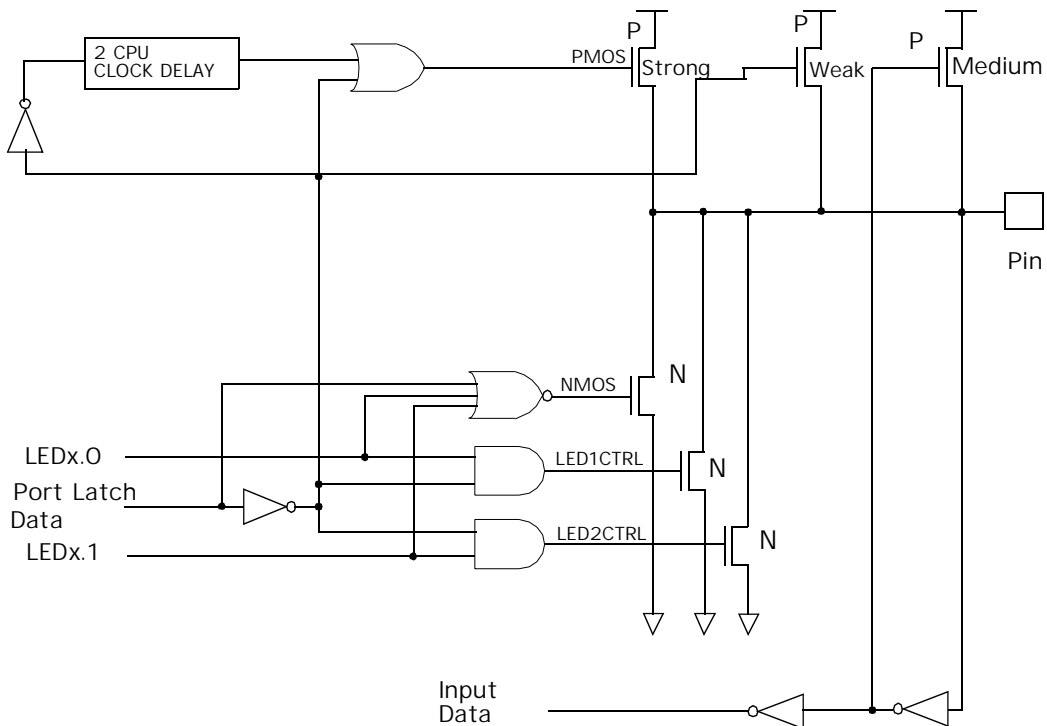 P
P
P
2 CPU
CLOCK DELAY
PMOS
Strong
Weak
Medium
Pin
NMOS
N
LEDx.0
LED1CTRL
N
Port Latch
Data
LEDx.1
LED2CTRL
N
Input
Data